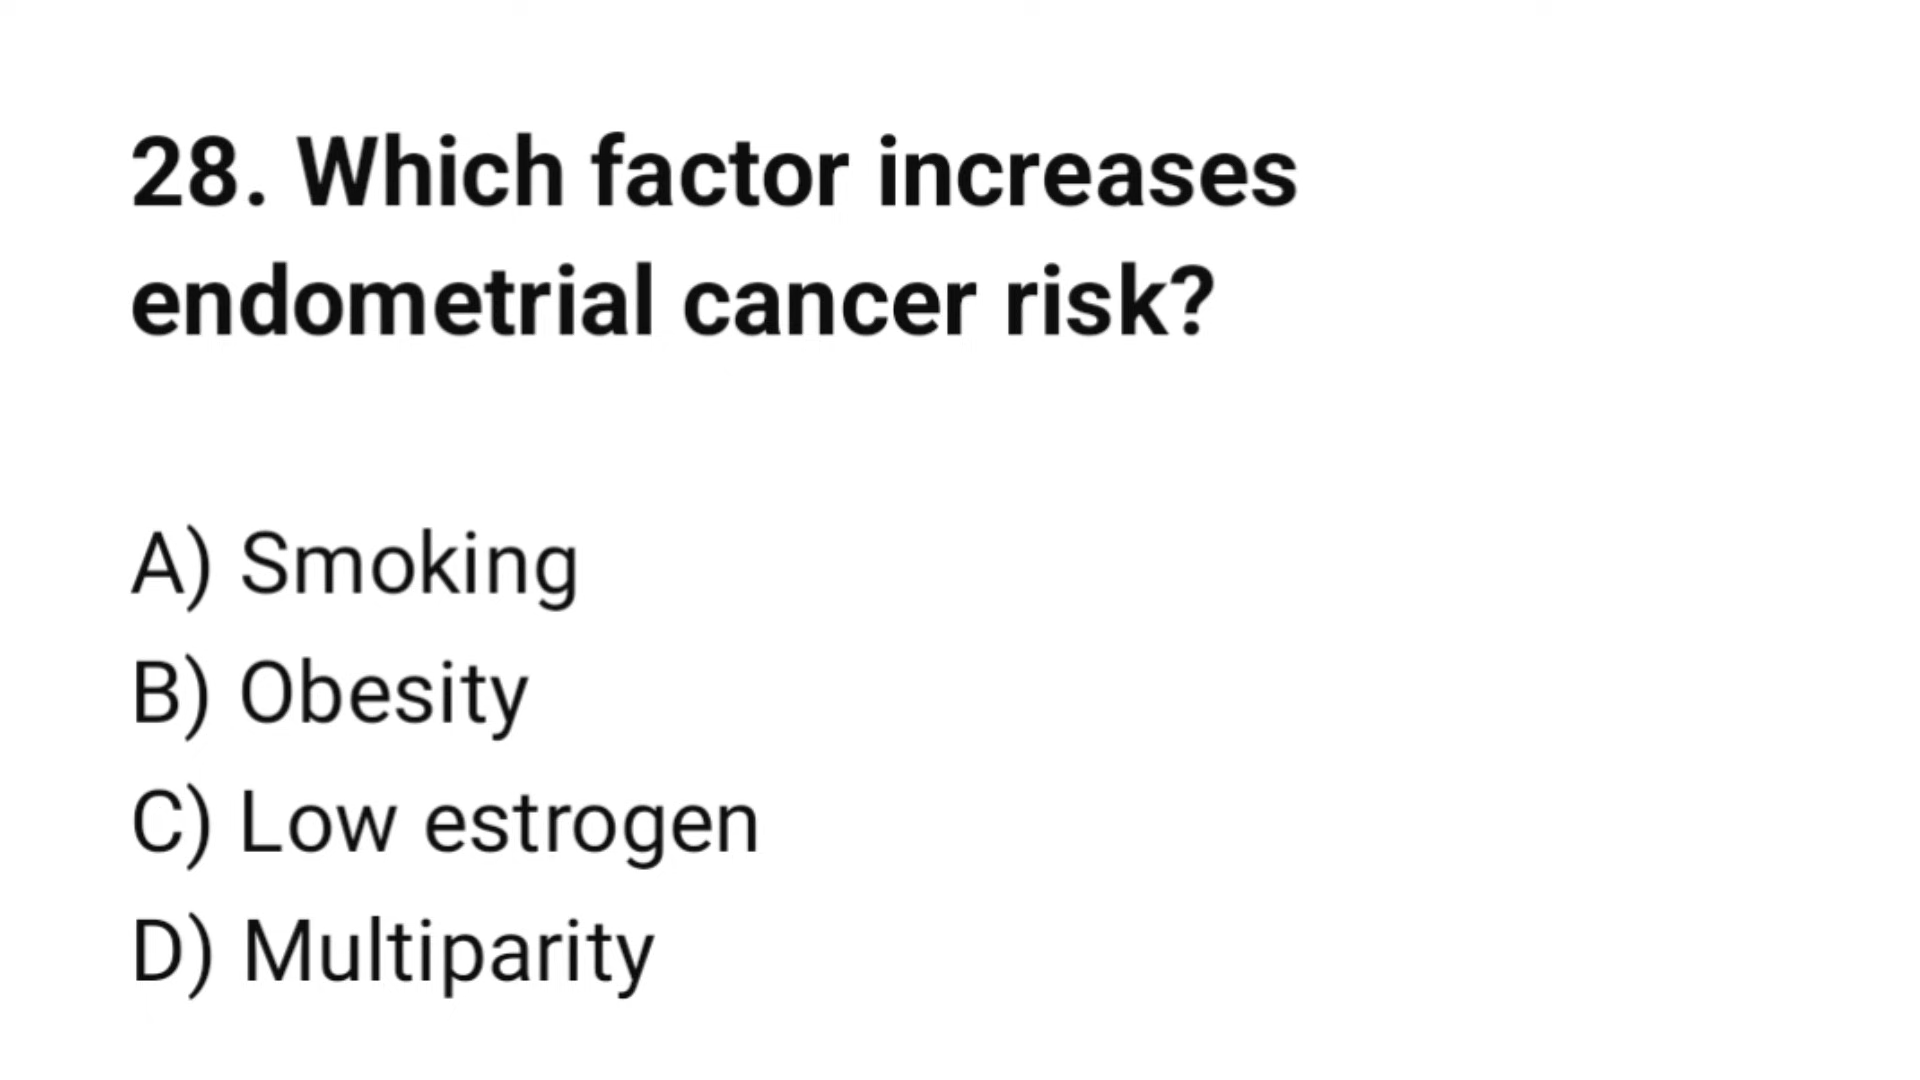 28. Which factor increases
endometrial cancer risk?
A) Smoking
B) Obesity
C) Low estrogen
D) Multiparity